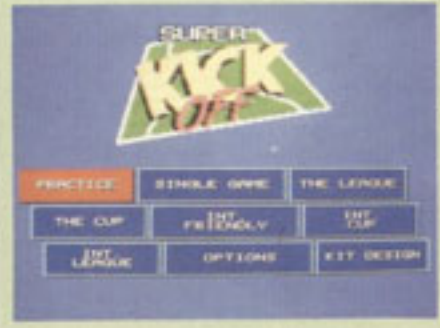 SUPER
KICK
OFF
PRACTICE
SINGLE GAME
THE LEAGUE
THE CUP
INT FRIENDLY
INT CUP
INT LEAGUE
OPTIONS
KIT DESIGN